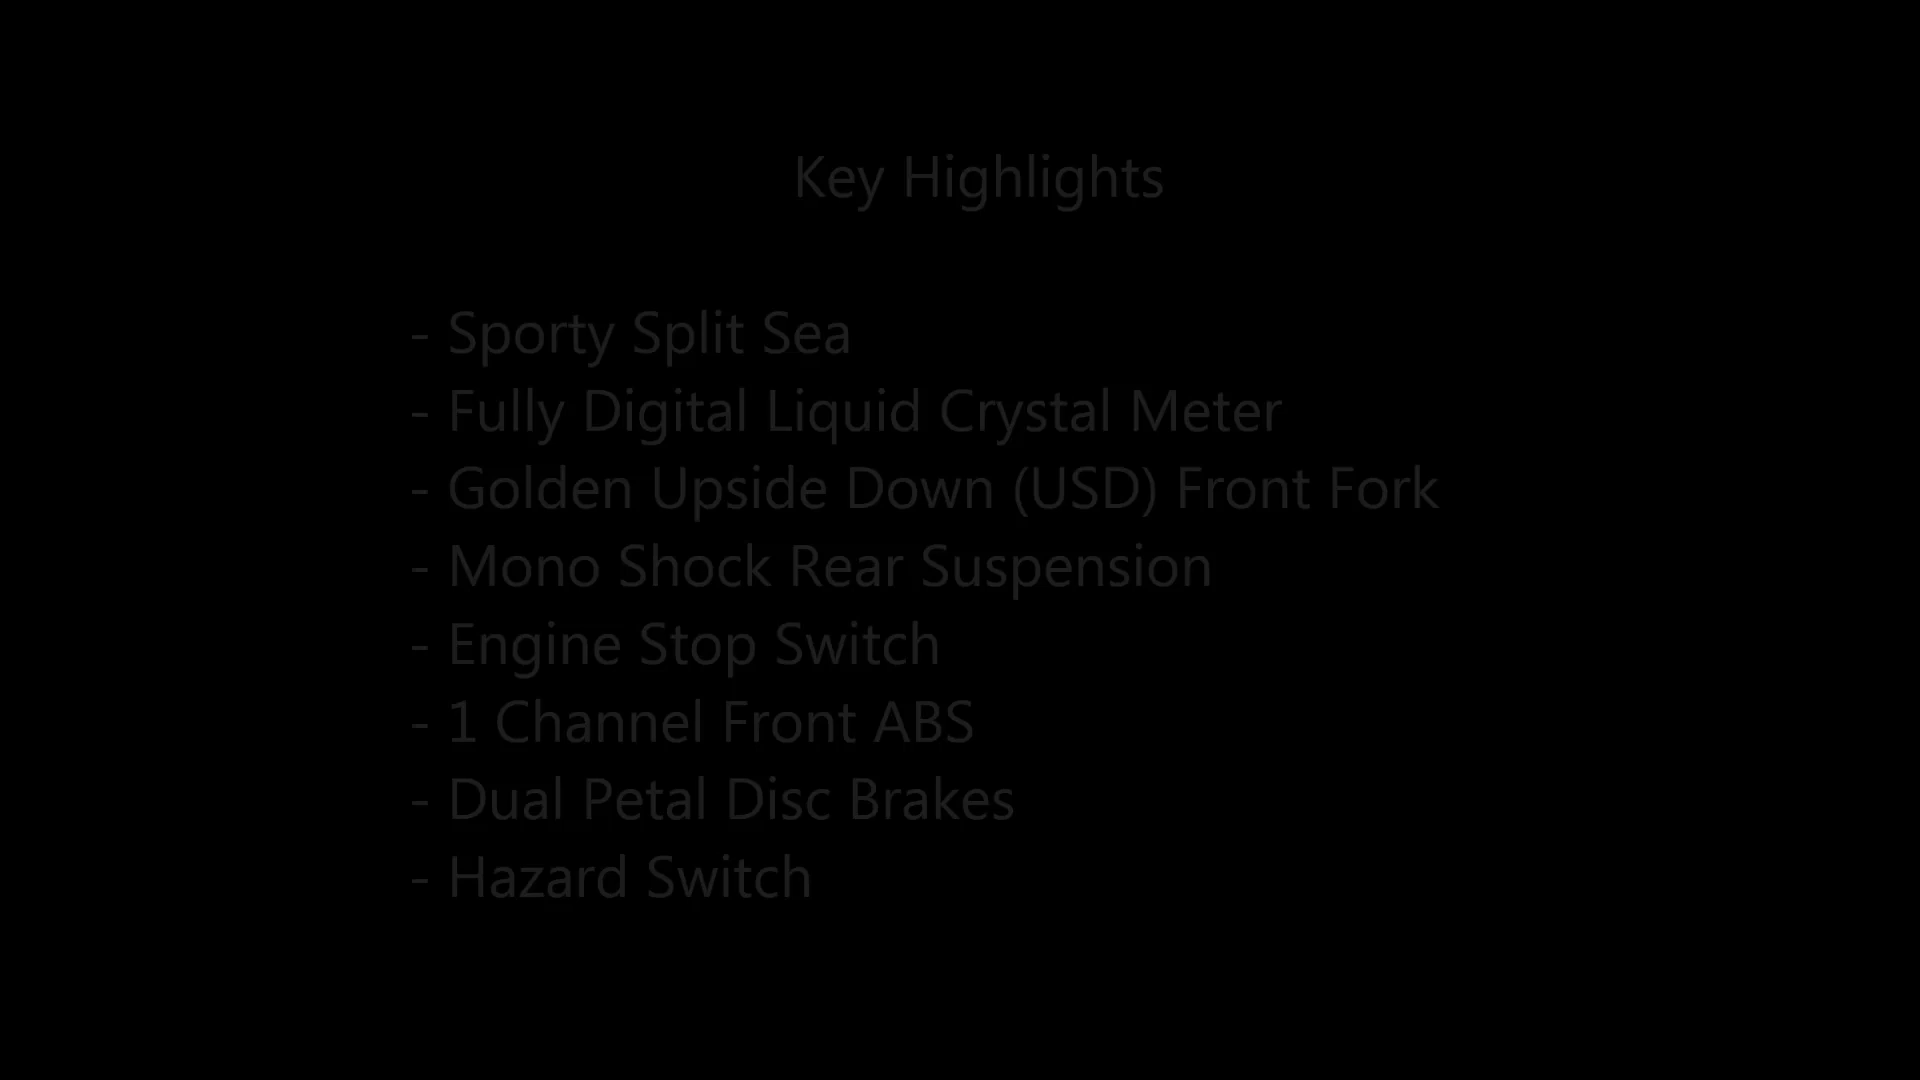 Key Highlights
- Sporty Split Sea
- Fully Digital Liquid Crystal Meter
- Golden Upside Down (USD) Front Fork
- Mono Shock Rear Suspension
- Engine Stop Switch
- 1 Channel Front ABS
- Dual Petal Disc Brakes
- Hazard Switch